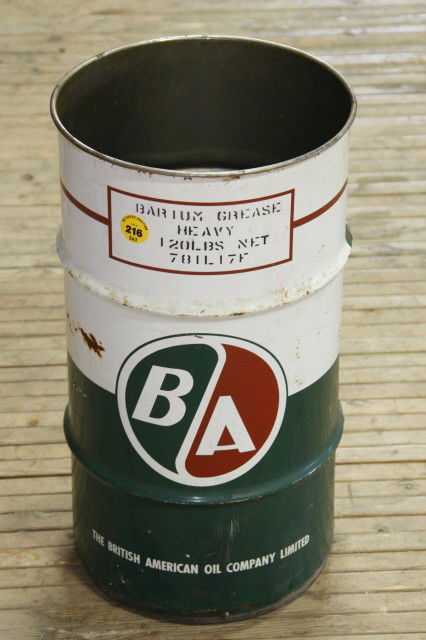 BARIUM GREASE
HEAVY
120LBS NET
781L17F
216
BA
THE BRITISH AMERICAN OIL COMPANY LIMITED